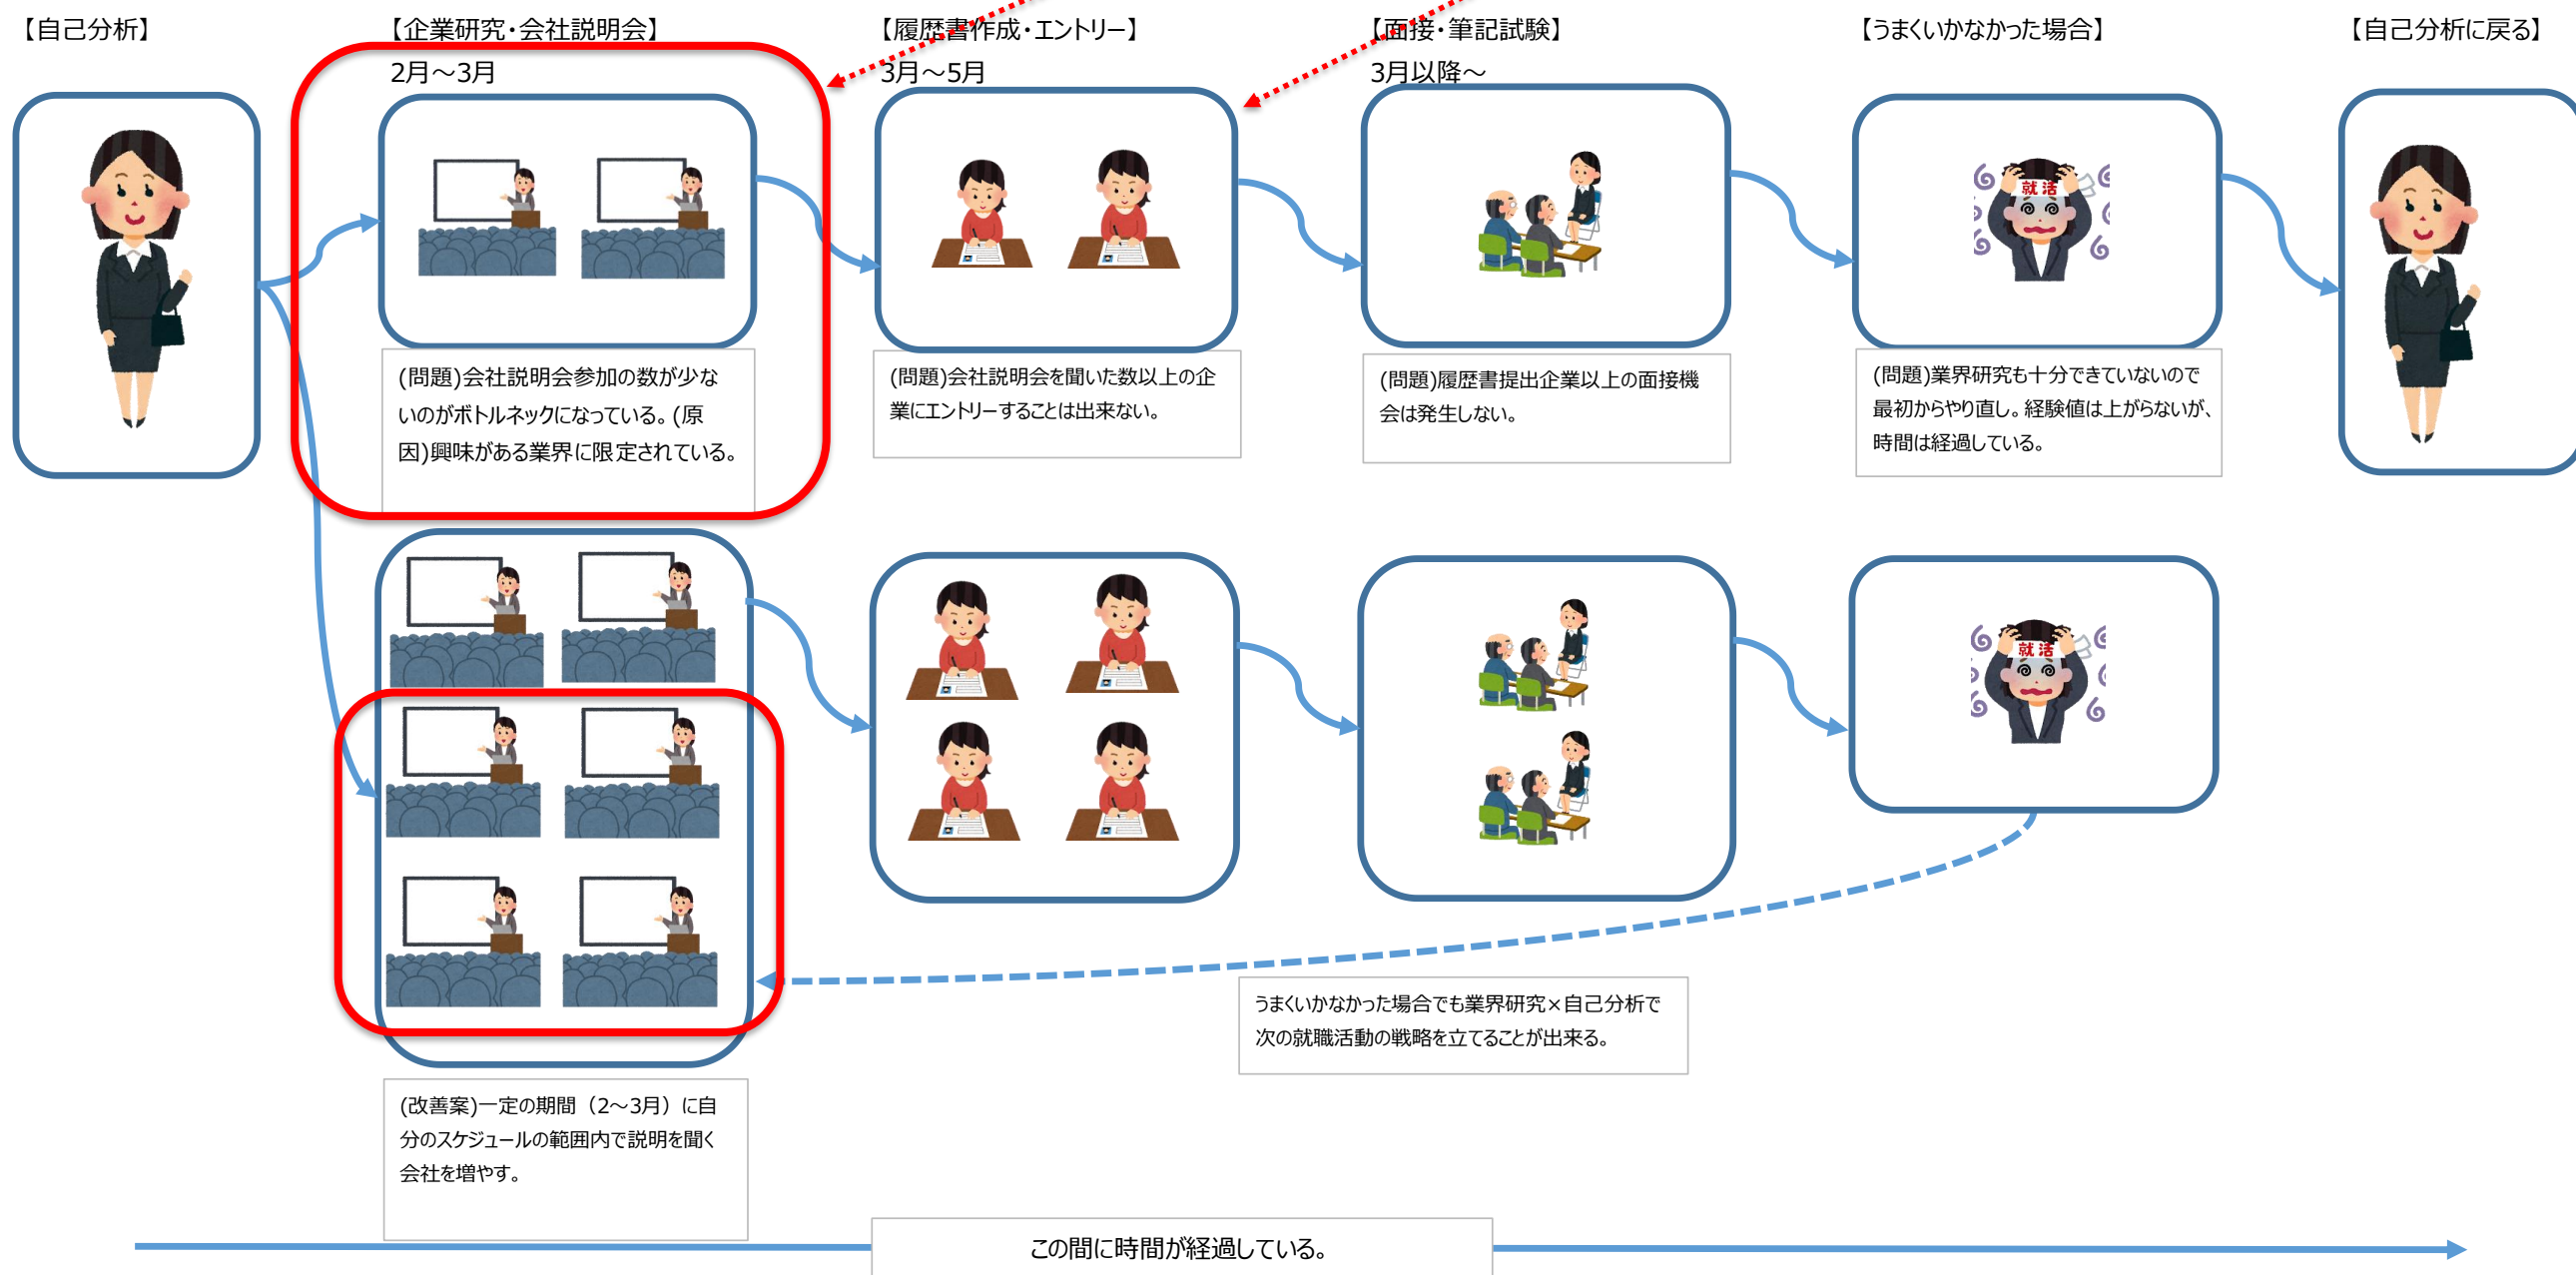 【自己分析】
【企業研究・会社説明会】
2月～3月
【履歴書作成・エントリー】
3月～5月
【面接・筆記試験】
3月以降～
【うまくいかなかった場合】
【自己分析に戻る】
就活
(問題)会社説明会参加の数が少な
いのがボトルネックになっている。(原
因)興味がある業界に限定されている。
(問題)会社説明会を聞いた数以上の企
業にエントリーすることは出来ない。
(問題)履歴書提出企業以上の面接機
会は発生しない。
(問題)業界研究も十分できていないので
最初からやり直し。経験値は上がらないが、
時間は経過している。
就活
うまくいかなかった場合でも業界研究×自己分析で
次の就職活動の戦略を立てることが出来る。
(改善案)一定の期間（2～3月）に自
分のスケジュールの範囲内で説明を聞く
会社を増やす。
この間に時間が経過している。